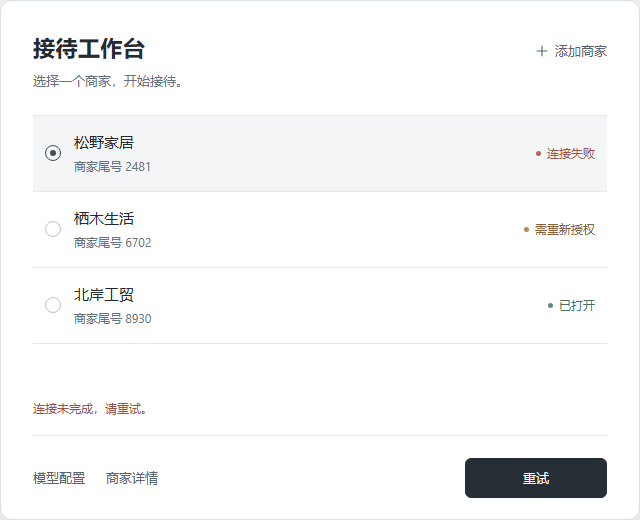 接待工作台
添加商家
选择一个商家，开始接待。
松野家居
商家尾号 2481
连接失败
栖木生活
商家尾号 6702
需重新授权
北岸工贸
商家尾号 8930
已打开
连接未完成，请重试。
模型配置 商家详情
重试